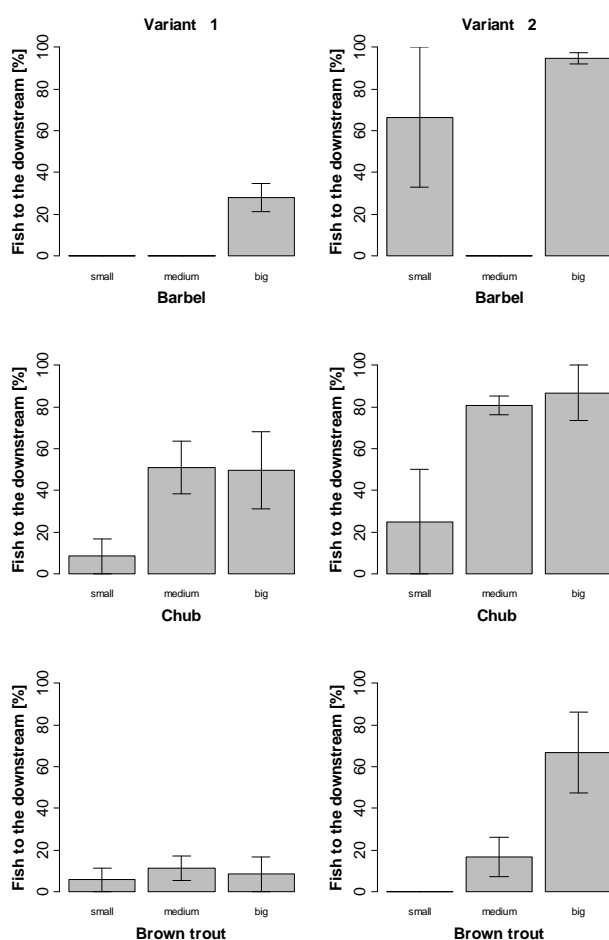 Variant 1
Fish to the downstream [%]
0 20 40 60 80 100
small medium big
Barbel
Variant 2
Fish to the downstream [%]
0 20 40 60 80 100
small medium big
Barbel
Fish to the downstream [%]
0 20 40 60 80 100
small medium big
Chub
Fish to the downstream [%]
0 20 40 60 80 100
small medium big
Chub
Fish to the downstream [%]
0 20 40 60 80 100
small medium big
Brown trout
Fish to the downstream [%]
0 20 40 60 80 100
small medium big
Brown trout